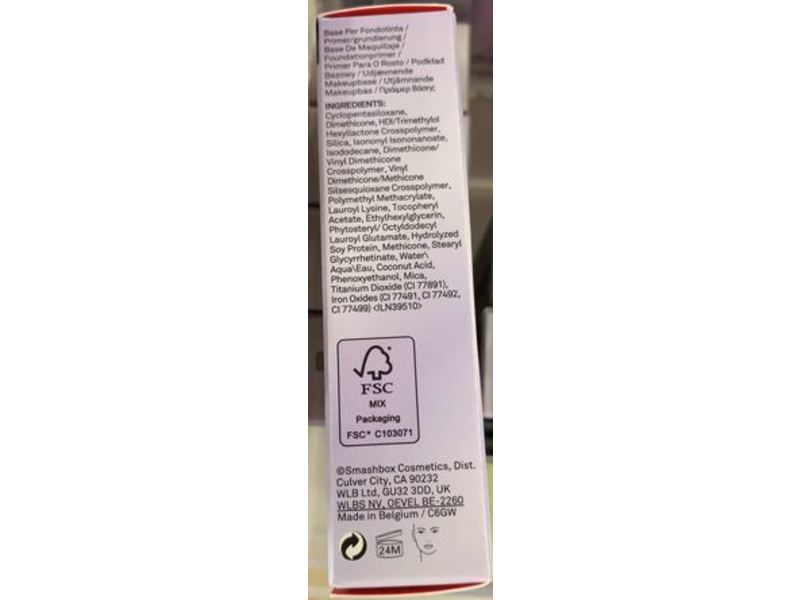 Base Per Fondotinta /
Primer/grundierung /
Base De Maquillaje /
Foundationprimer /
Primer Para O Rosto / Podkład
Bazowy / Udjævnende
Makeupbase / Utjämnande
Makeupbas / Πράιμερ Βάσης
INGREDIENTS:
Cyclopentasiloxane,
Dimethicone, HDI/Trimethylol
Hexyllactone Crosspolymer,
Silica, Isononyl Isononanoate,
Isododecane, Dimethicone/
Vinyl Dimethicone
Crosspolymer, Vinyl
Dimethicone/Methicone
Silsesquioxane Crosspolymer,
Polymethyl Methacrylate,
Lauroyl Lysine, Tocopheryl
Acetate, Ethylhexylglycerin,
Phytosteryl/ Octyldodecyl
Lauroyl Glutamate, Hydrolyzed
Soy Protein, Methicone, Stearyl
Glycyrrhetinate, Water\
Aqua\Eau, Coconut Acid,
Phenoxyethanol, Mica,
Titanium Dioxide (CI 77891),
Iron Oxides (CI 77491, CI 77492,
CI 77499) <ILN39510>
FSC
MIX
Packaging
FSC® C103071
©Smashbox Cosmetics, Dist.
Culver City, CA 90232
WLB Ltd, GU32 3DD, UK
WLBS NV, OEVEL BE-2260
Made in Belgium / C6GW
24M